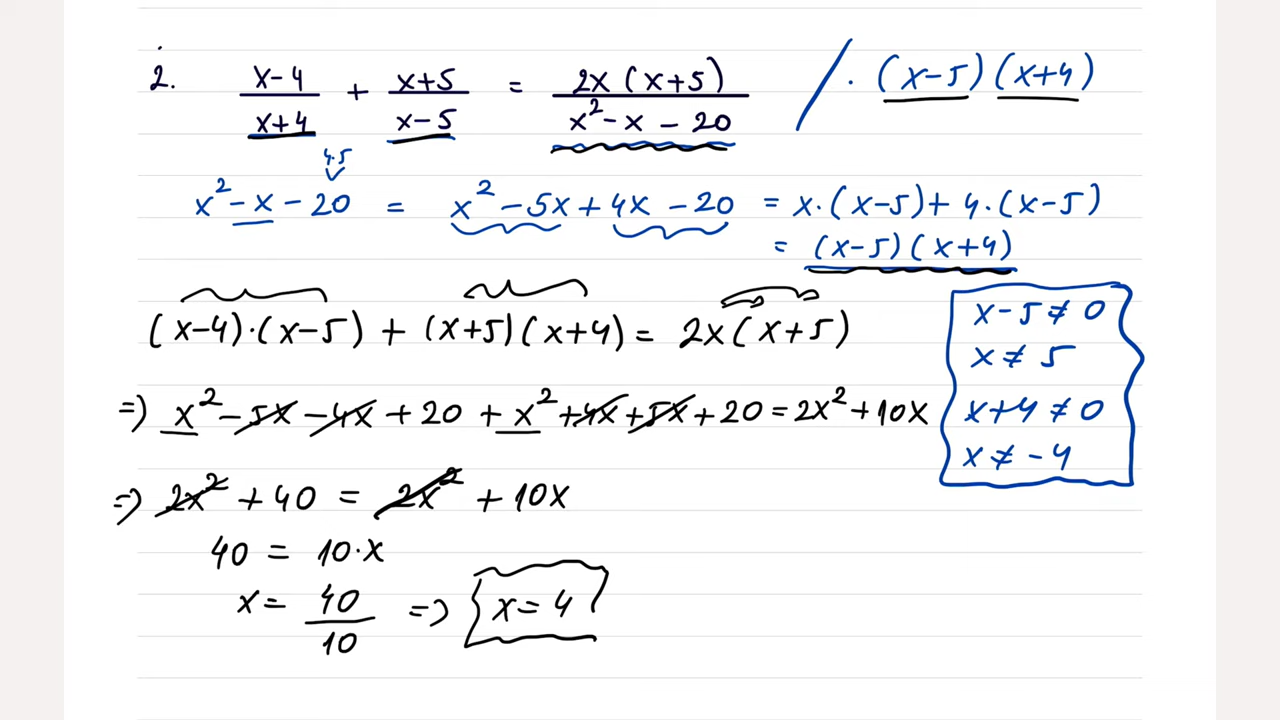 2. (x-4)/(x+4) + (x+5)/(x-5) = 2x(x+5)/(x²-x-20) / · (x-5)(x+4)
4·5
x²-x-20 = x²-5x+4x-20 = x·(x-5)+4·(x-5)
= (x-5)(x+4)
(x-4)·(x-5)+(x+5)(x+4)=2x(x+5)
=) x²-5x-4x+20+x²+4x+5x+20=2x²+10x
=) 2x²+40=2x²+10x
40=10·x
x=40/10 =) x=4
x-5≠0
x≠5
x+4≠0
x≠-4